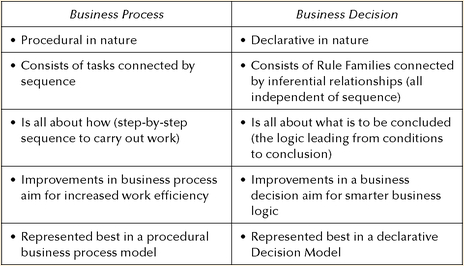 Business Process
Business Decision
• Procedural in nature
• Declarative in nature
• Consists of tasks connected by
sequence
• Consists of Rule Families connected
by inferential relationships (all
independent of sequence)
• Is all about how (step-by-step
sequence to carry out work)
• Is all about what is to be concluded
(the logic leading from conditions
to conclusion)
• Improvements in business process
aim for increased work efficiency
• Improvements in a business
decision aim for smarter business
logic
• Represented best in a procedural
business process model
• Represented best in a declarative
Decision Model